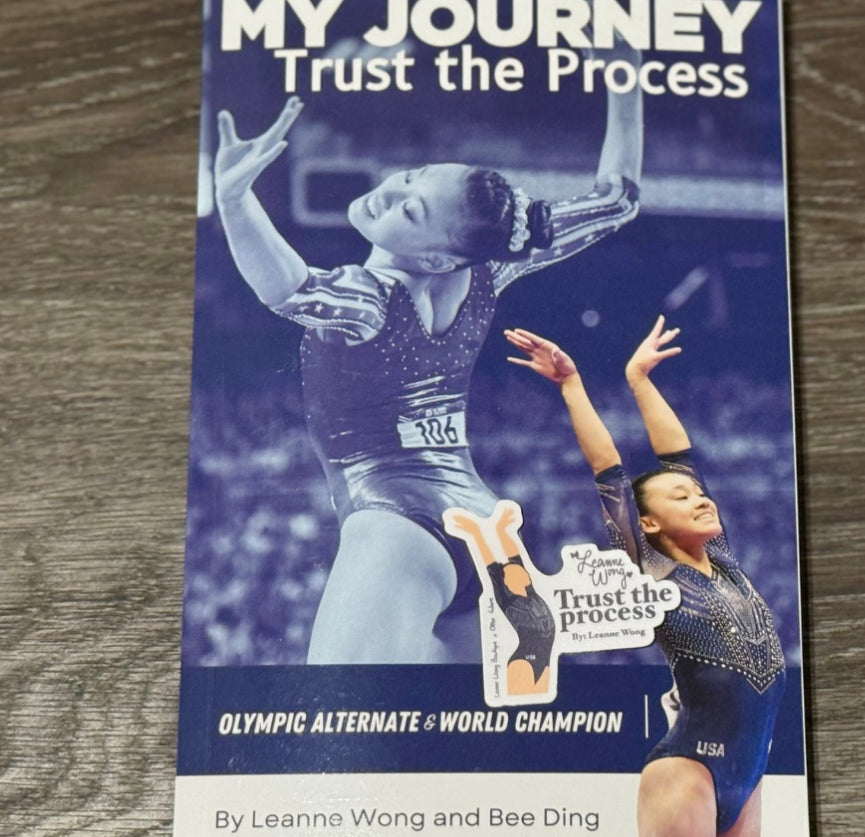 MY JOURNEY
Trust the Process
106
Leanne
Wong
Trust the
process
By: Leanne Wong
USA
OLYMPIC ALTERNATE & WORLD CHAMPION
USA
By Leanne Wong and Bee Ding